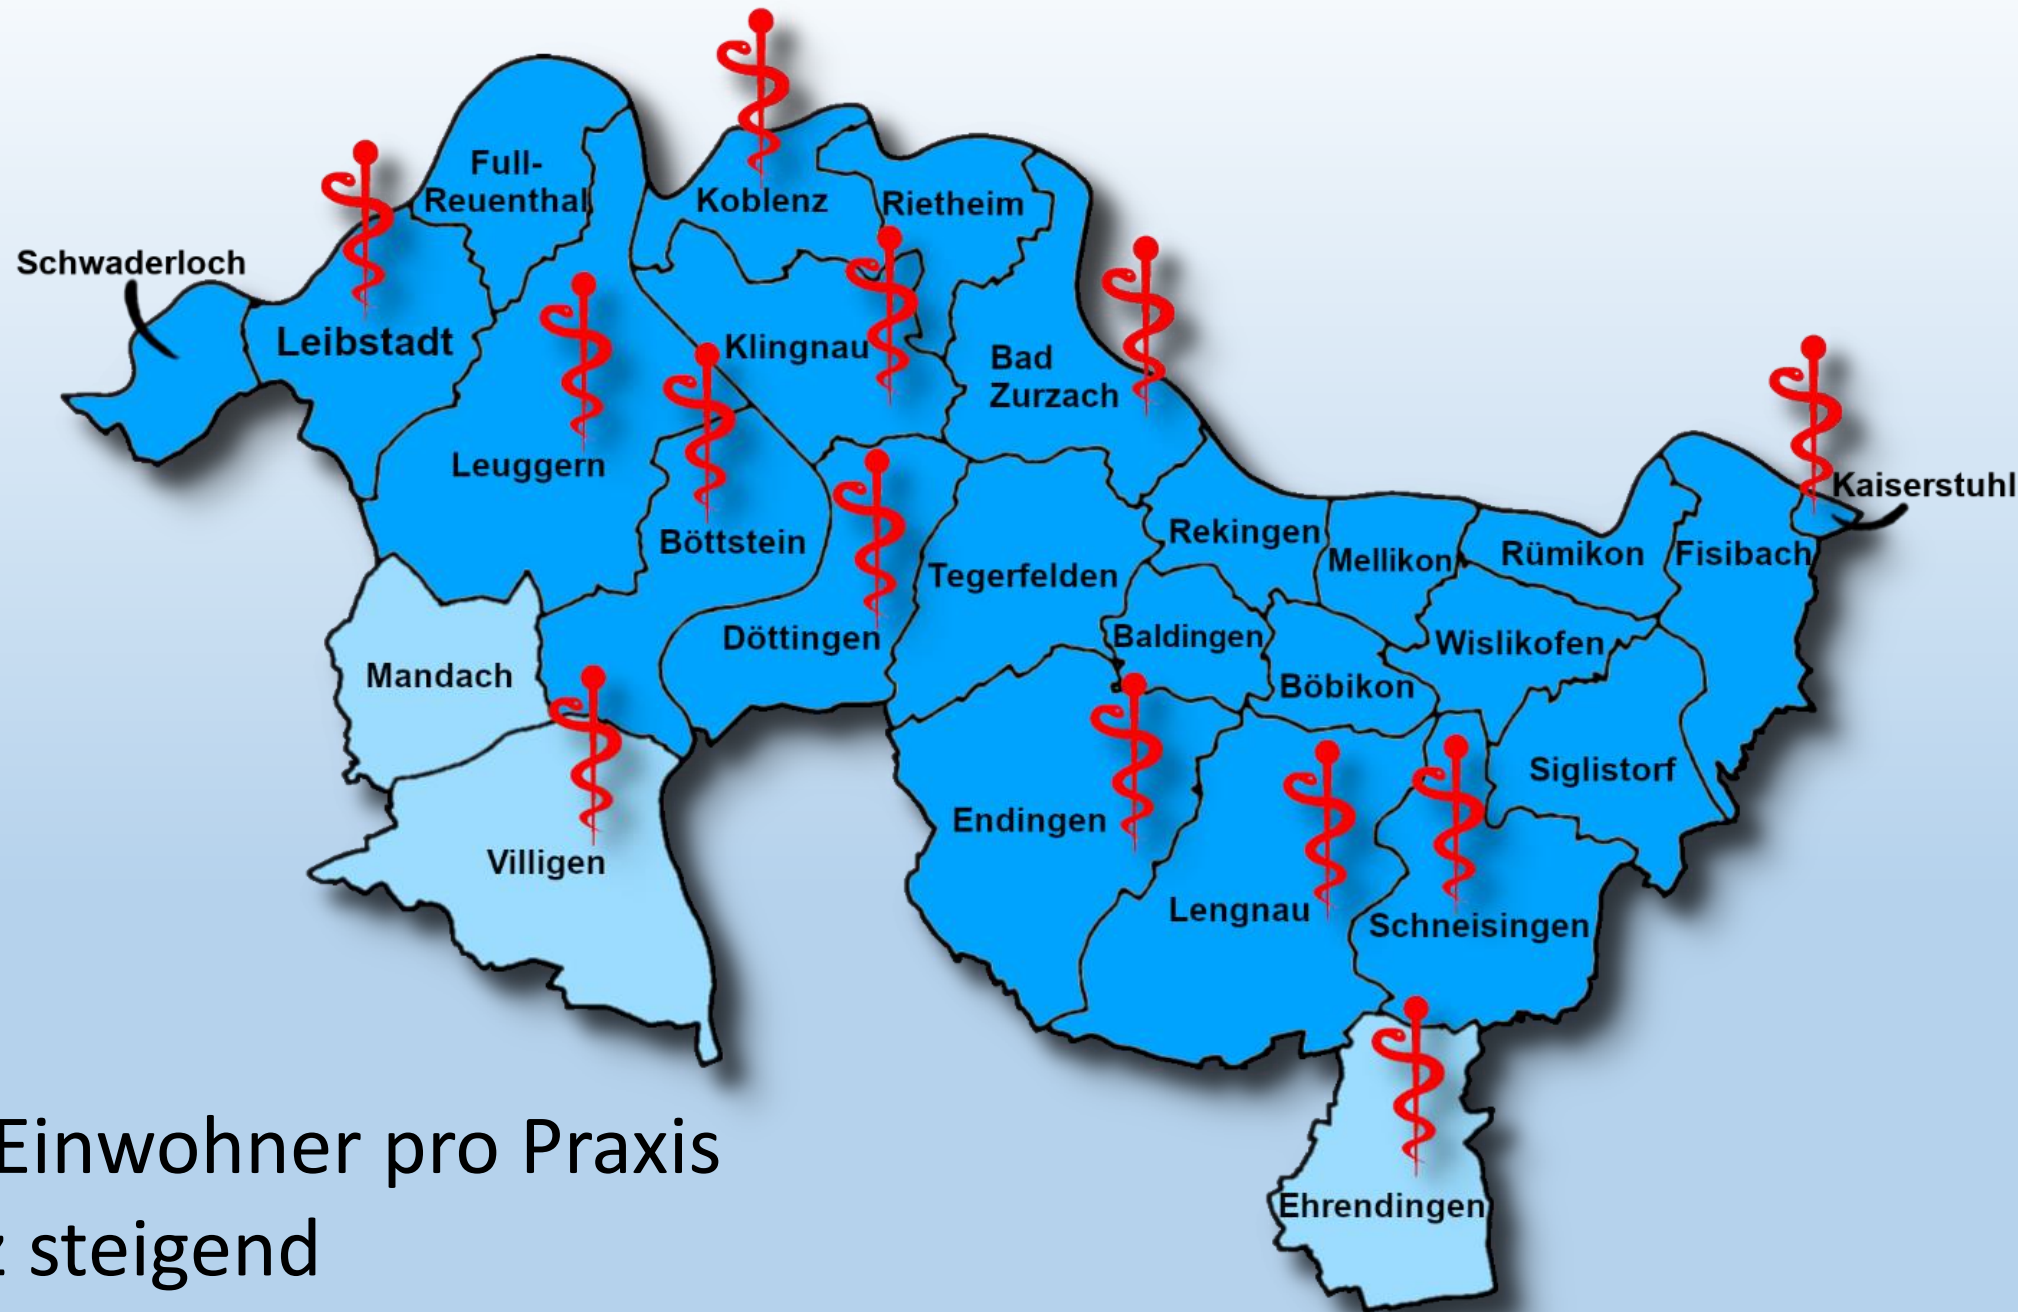 Full-
Reuenthal
Koblenz
Rietheim
Schwaderloch
Leibstadt
Klingnau
Bad
Zurzach
Leuggern
Kaiserstuhl
Böttstein
Rekingen
Mellikon
Rümikon
Fisibach
Tegerfelden
Döttingen
Baldingen
Wislikofen
Mandach
Böbikon
Siglistorf
Endingen
Villigen
Lengnau
Schneisingen
Einwohner pro Praxis
Ehrendingen
steigend